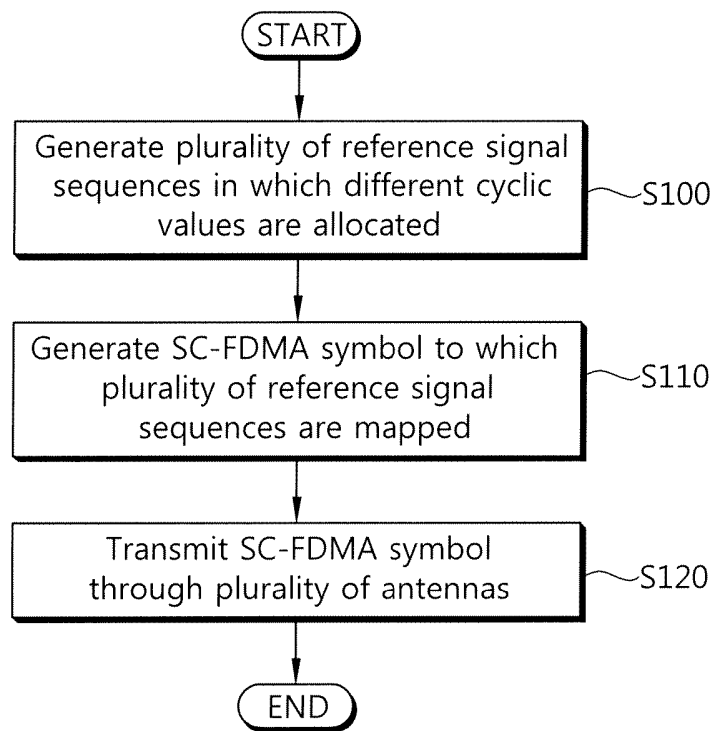 START
Generate plurality of reference signal
sequences in which different cyclic
values are allocated
S100
Generate SC-FDMA symbol to which
plurality of reference signal
sequences are mapped
S110
Transmit SC-FDMA symbol
through plurality of antennas
S120
END